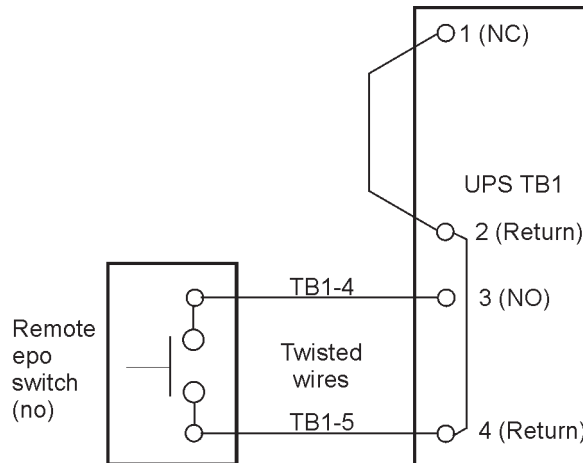 1 (NC)
UPS TB1
2 (Return)
TB1-4
3 (NO)
Remote
epo
switch
(no)
Twisted
wires
TB1-5
4 (Return)